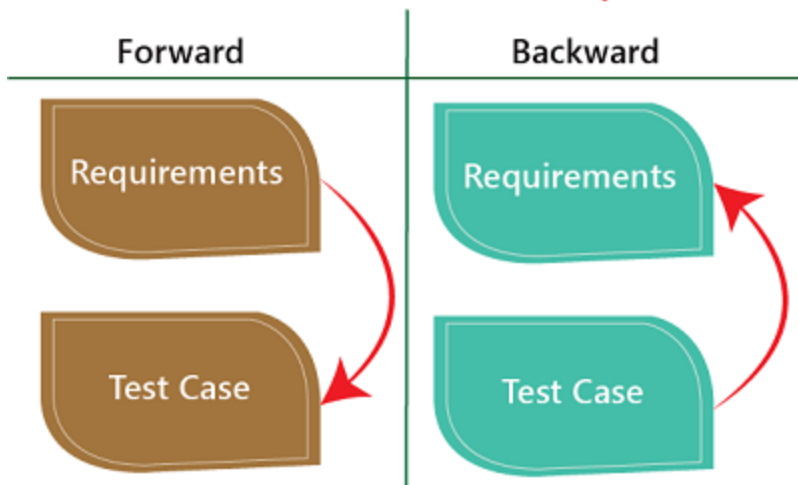 Forward
Backward
Requirements
Requirements
Test Case
Test Case